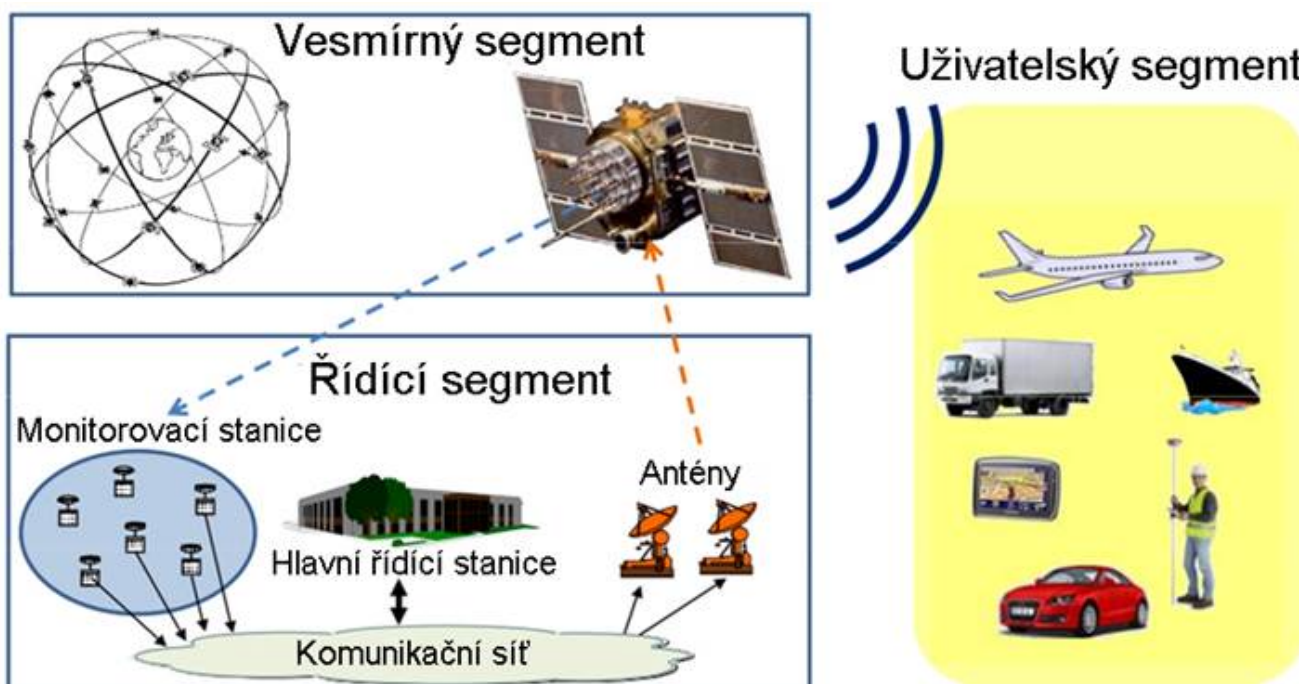 Vesmírný segment
Uživatelský segment
Řídící segment
Monitorovací stanice
Antény
Hlavní řídící stanice
Komunikační síť